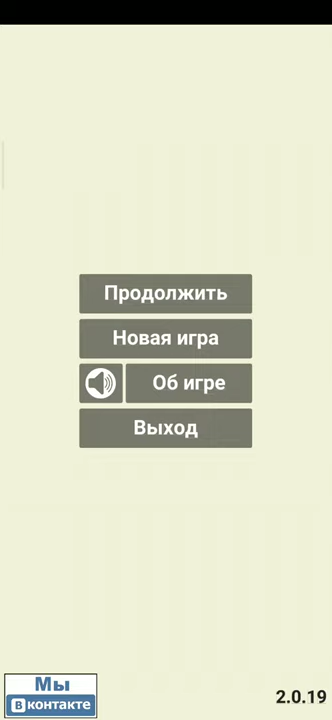 Продолжить
Новая игра
Об игре
Выход
Мы
Вконтакте
2.0.19